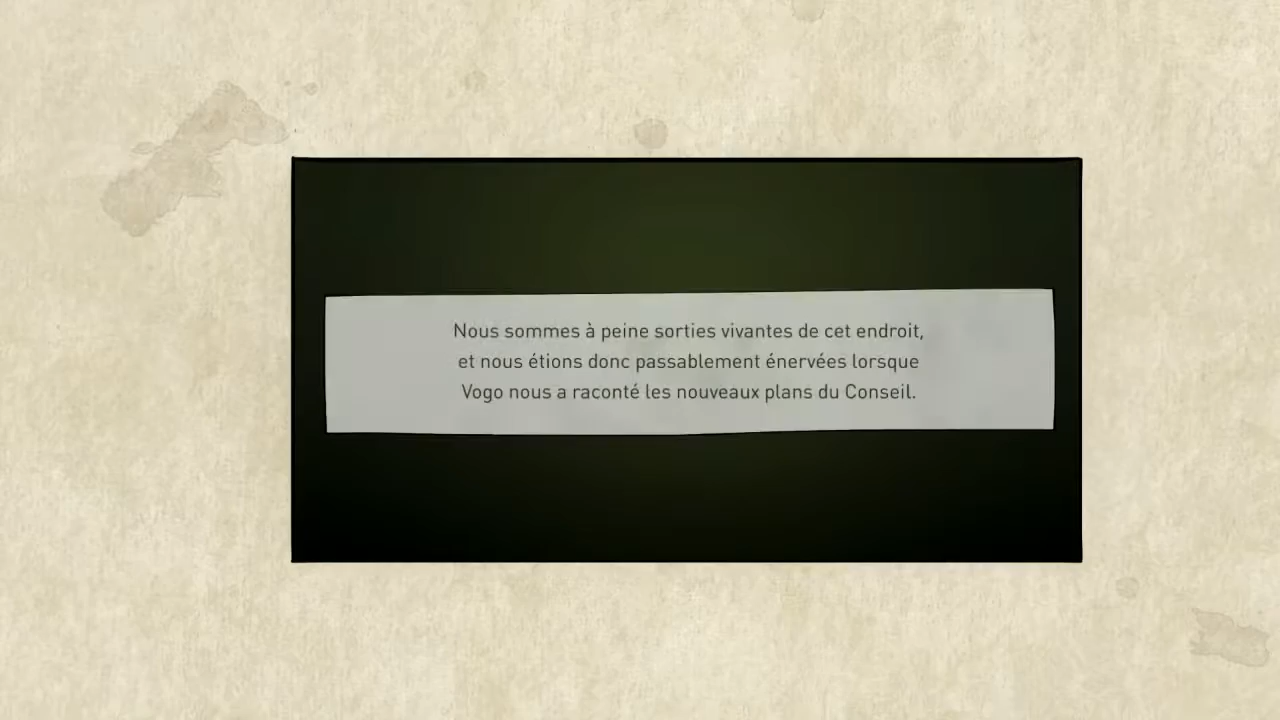 Nous sommes à peine sorties vivantes de cet endroit,
et nous étions donc passablement énervées lorsque
Vogo nous a raconté les nouveaux plans du Conseil.